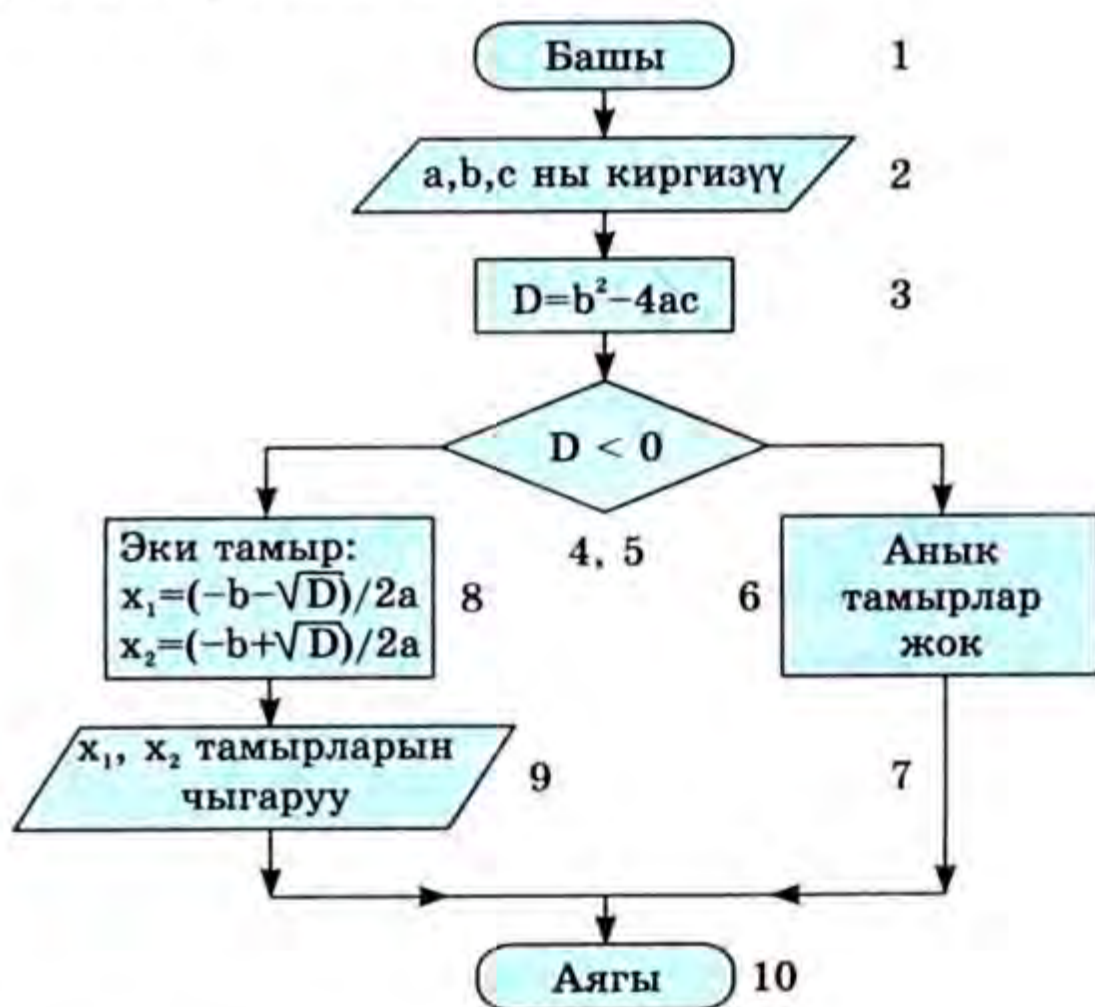 Башы
1
a,b,c ны киргизүү
2
D=b²−4ac
3
D < 0
4, 5
Эки тамыр:
x₁=(−b−√D)/2a
x₂=(−b+√D)/2a
8
6
Анык
тамырлар
жок
x₁, x₂ тамырларын
чыгаруу
9
7
Аягы
10